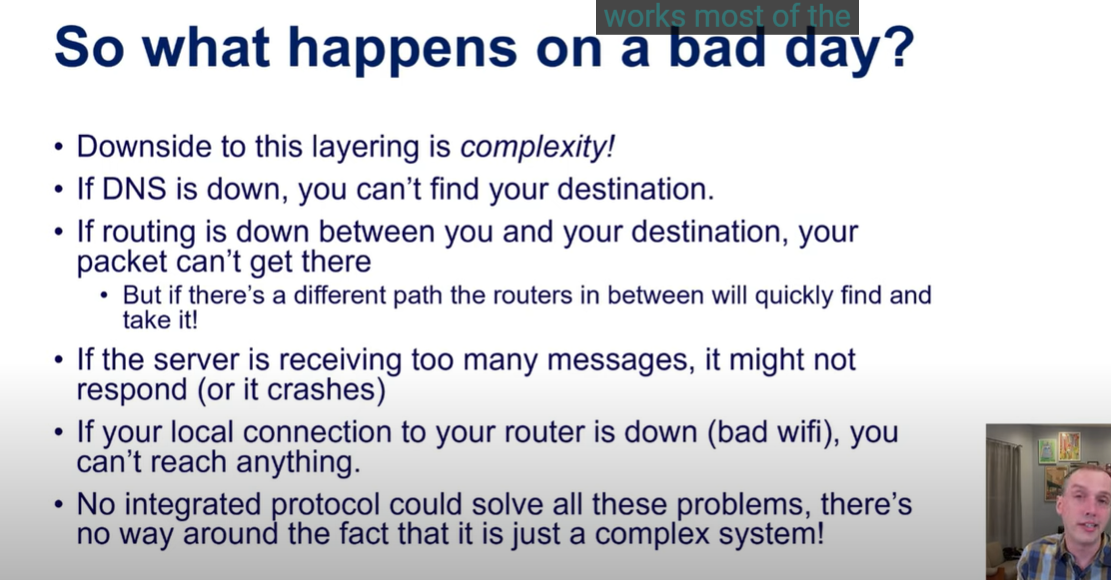 works most of the
So what happens on a bad day?
• Downside to this layering is complexity!
• If DNS is down, you can't find your destination.
• If routing is down between you and your destination, your
packet can't get there
• But if there's a different path the routers in between will quickly find and
take it!
• If the server is receiving too many messages, it might not
respond (or it crashes)
• If your local connection to your router is down (bad wifi), you
can't reach anything.
• No integrated protocol could solve all these problems, there's
no way around the fact that it is just a complex system!